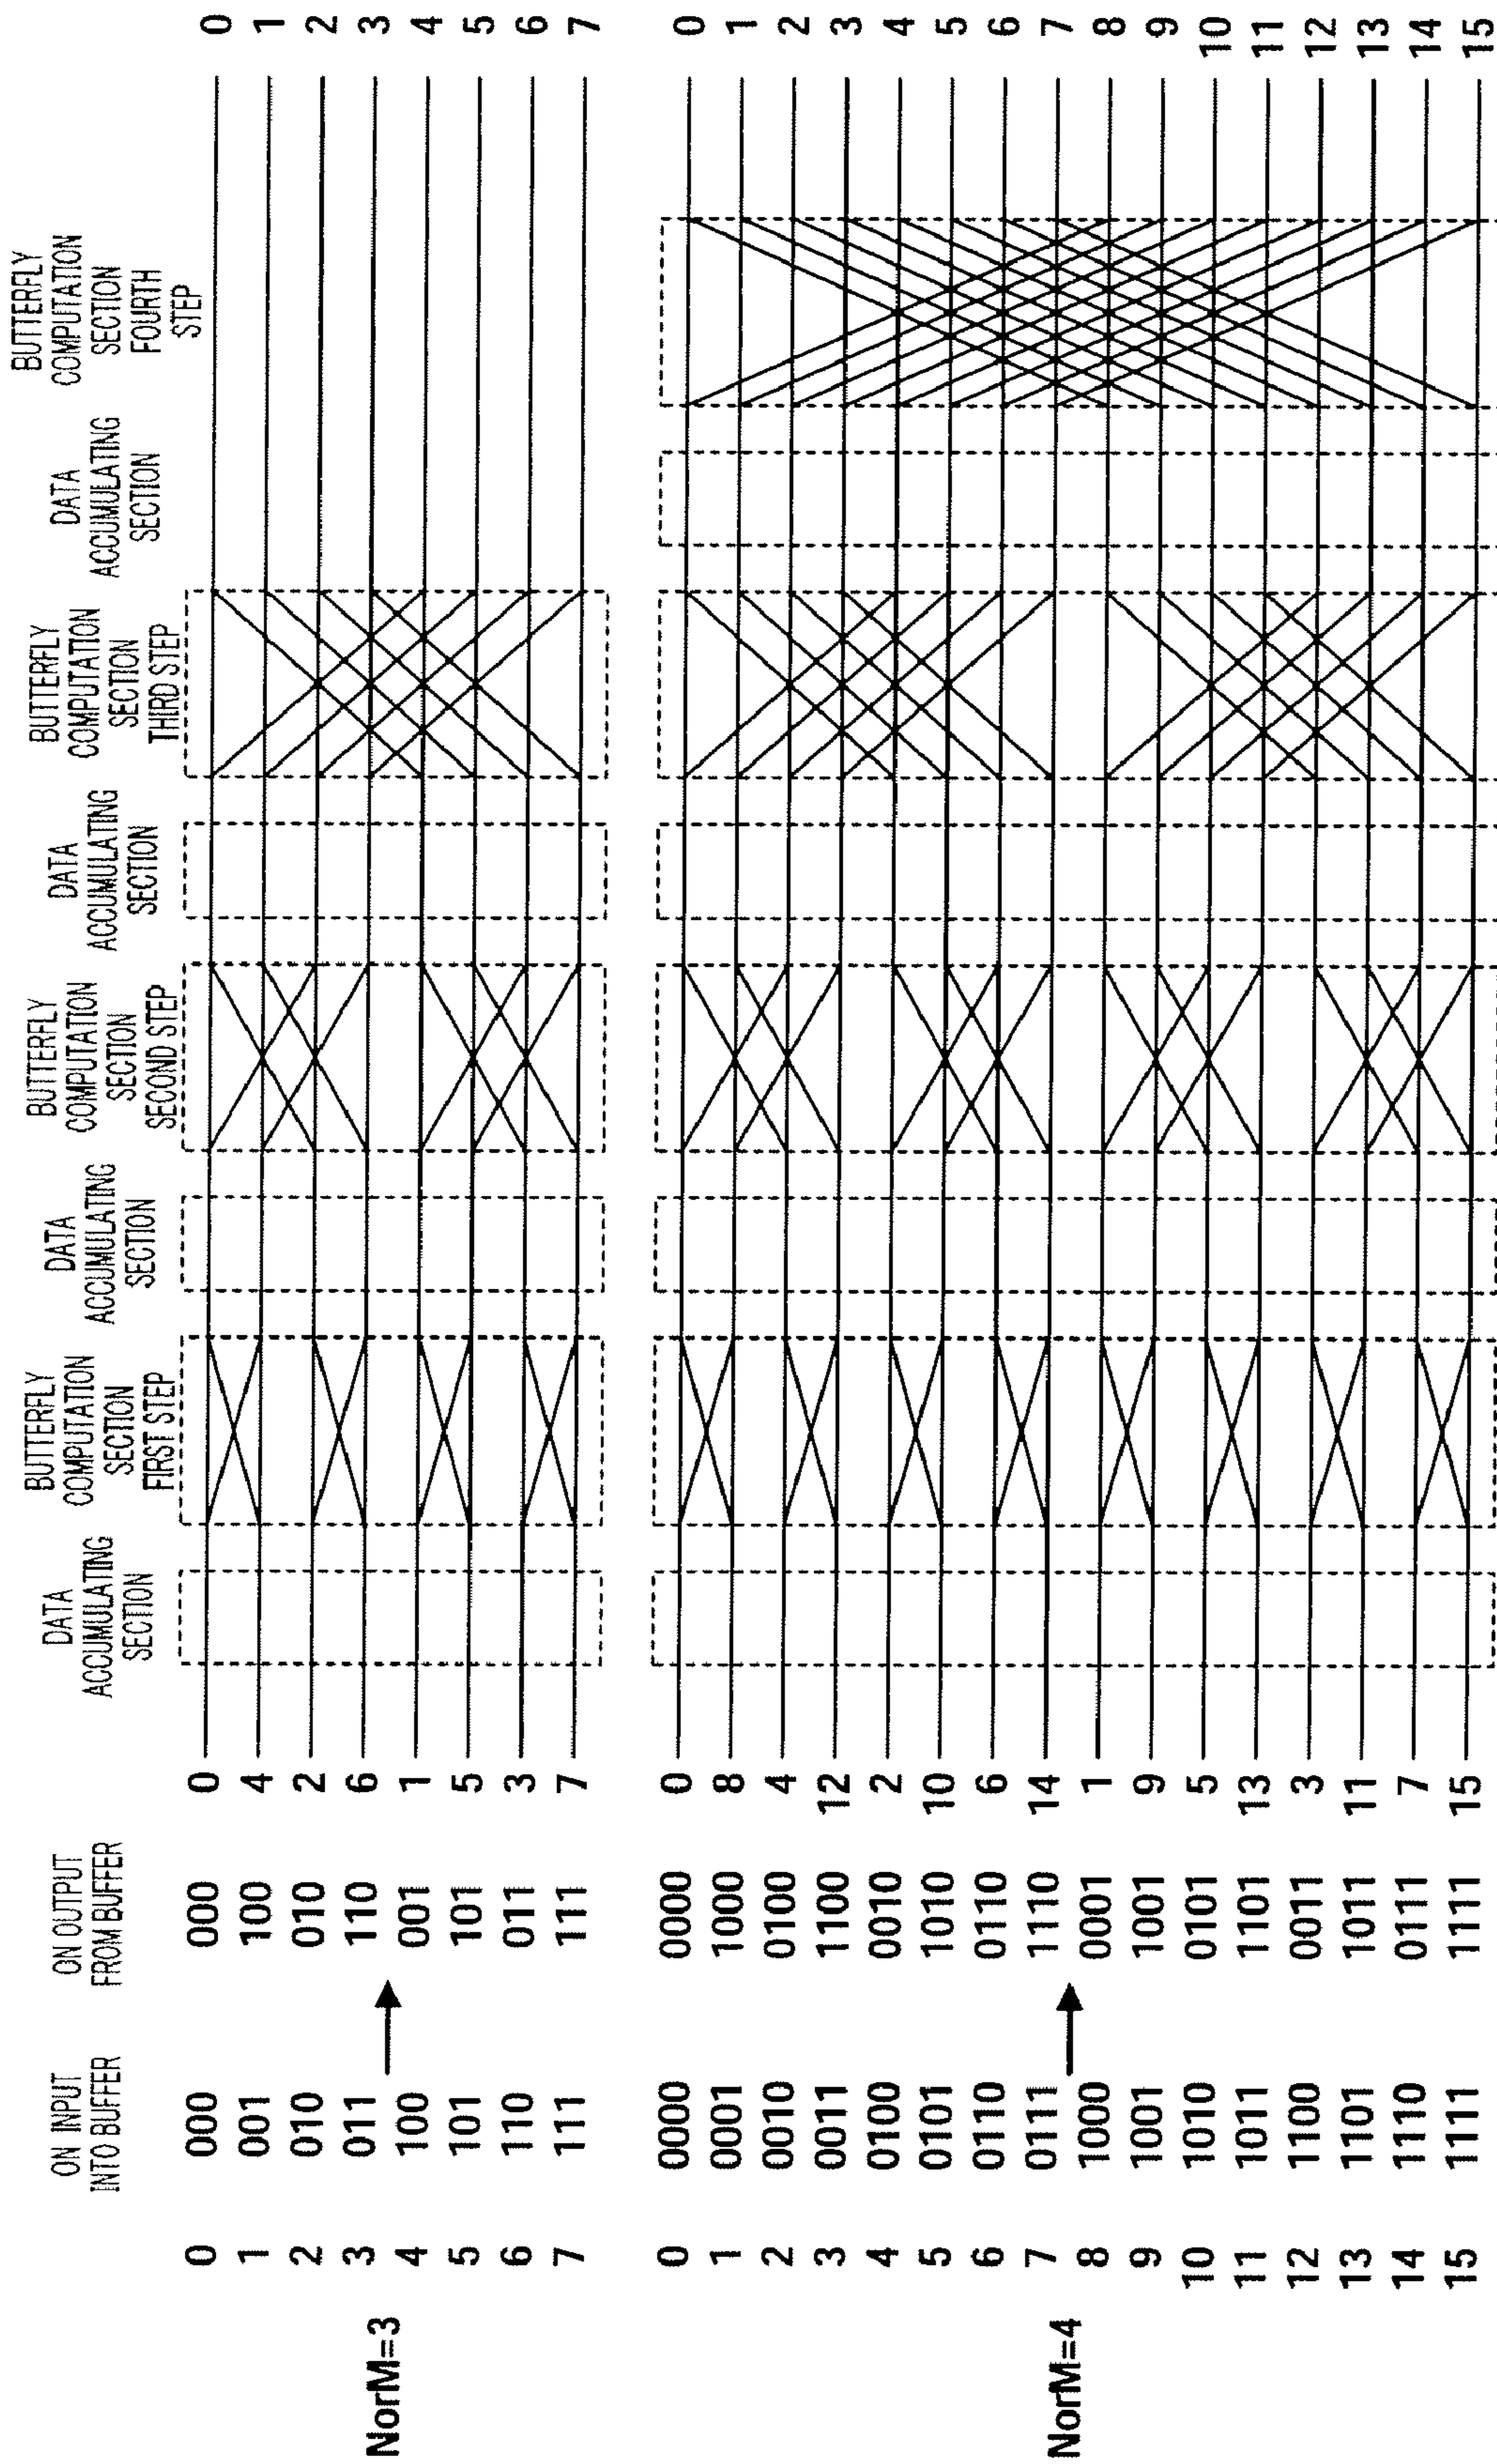 ON INPUT
INTO BUFFER
ON OUTPUT
FROM BUFFER
DATA
ACCUMULATING
SECTION
BUTTERFLY
COMPUTATION
SECTION
FIRST STEP
DATA
ACCUMULATING
SECTION
BUTTERFLY
COMPUTATION
SECTION
SECOND STEP
DATA
ACCUMULATING
SECTION
BUTTERFLY
COMPUTATION
SECTION
THIRD STEP
DATA
ACCUMULATING
SECTION
BUTTERFLY
COMPUTATION
SECTION
FOURTH
STEP
NorM=3
0 000 000 0 0
1 001 100 4 1
2 010 010 2 2
3 011 110 6 3
4 100 001 1 4
5 101 101 5 5
6 110 011 3 6
7 111 111 7 7
NorM=4
0 0000 0000 0 0
1 0001 1000 8 1
2 0010 0100 4 2
3 0011 1100 12 3
4 0100 0010 2 4
5 0101 1010 10 5
6 0110 0110 6 6
7 0111 1110 14 7
8 1000 0001 1 8
9 1001 1001 9 9
10 1010 0101 5 10
11 1011 1101 13 11
12 1100 0011 3 12
13 1101 1011 11 13
14 1110 0111 7 14
15 1111 1111 15 15